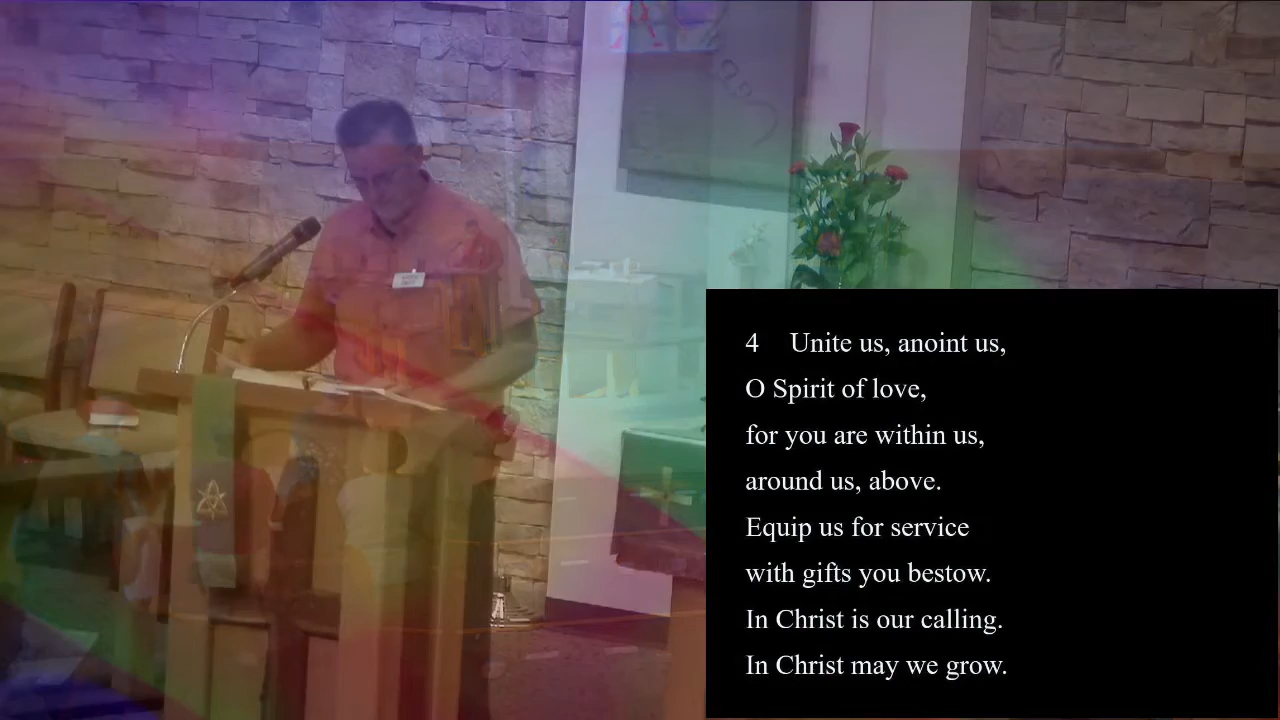 4 Unite us, anoint us,
O Spirit of love,
for you are within us,
around us, above.
Equip us for service
with gifts you bestow.
In Christ is our calling.
In Christ may we grow.